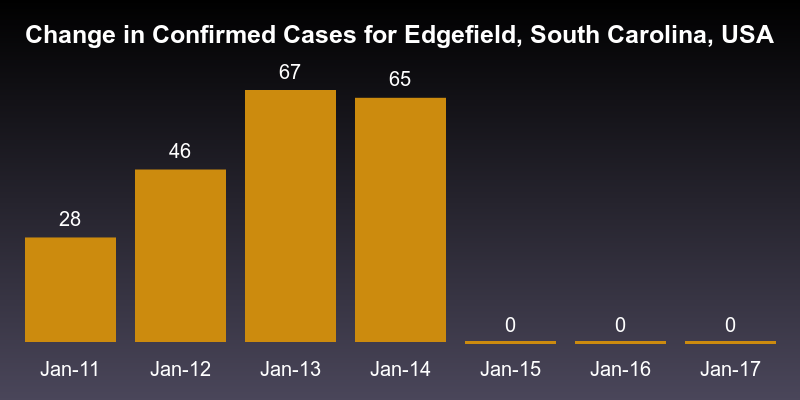 Change in Confirmed Cases for Edgefield, South Carolina, USA
67
65
46
28
0 0 0
Jan-11 Jan-12 Jan-13 Jan-14 Jan-15 Jan-16 Jan-17